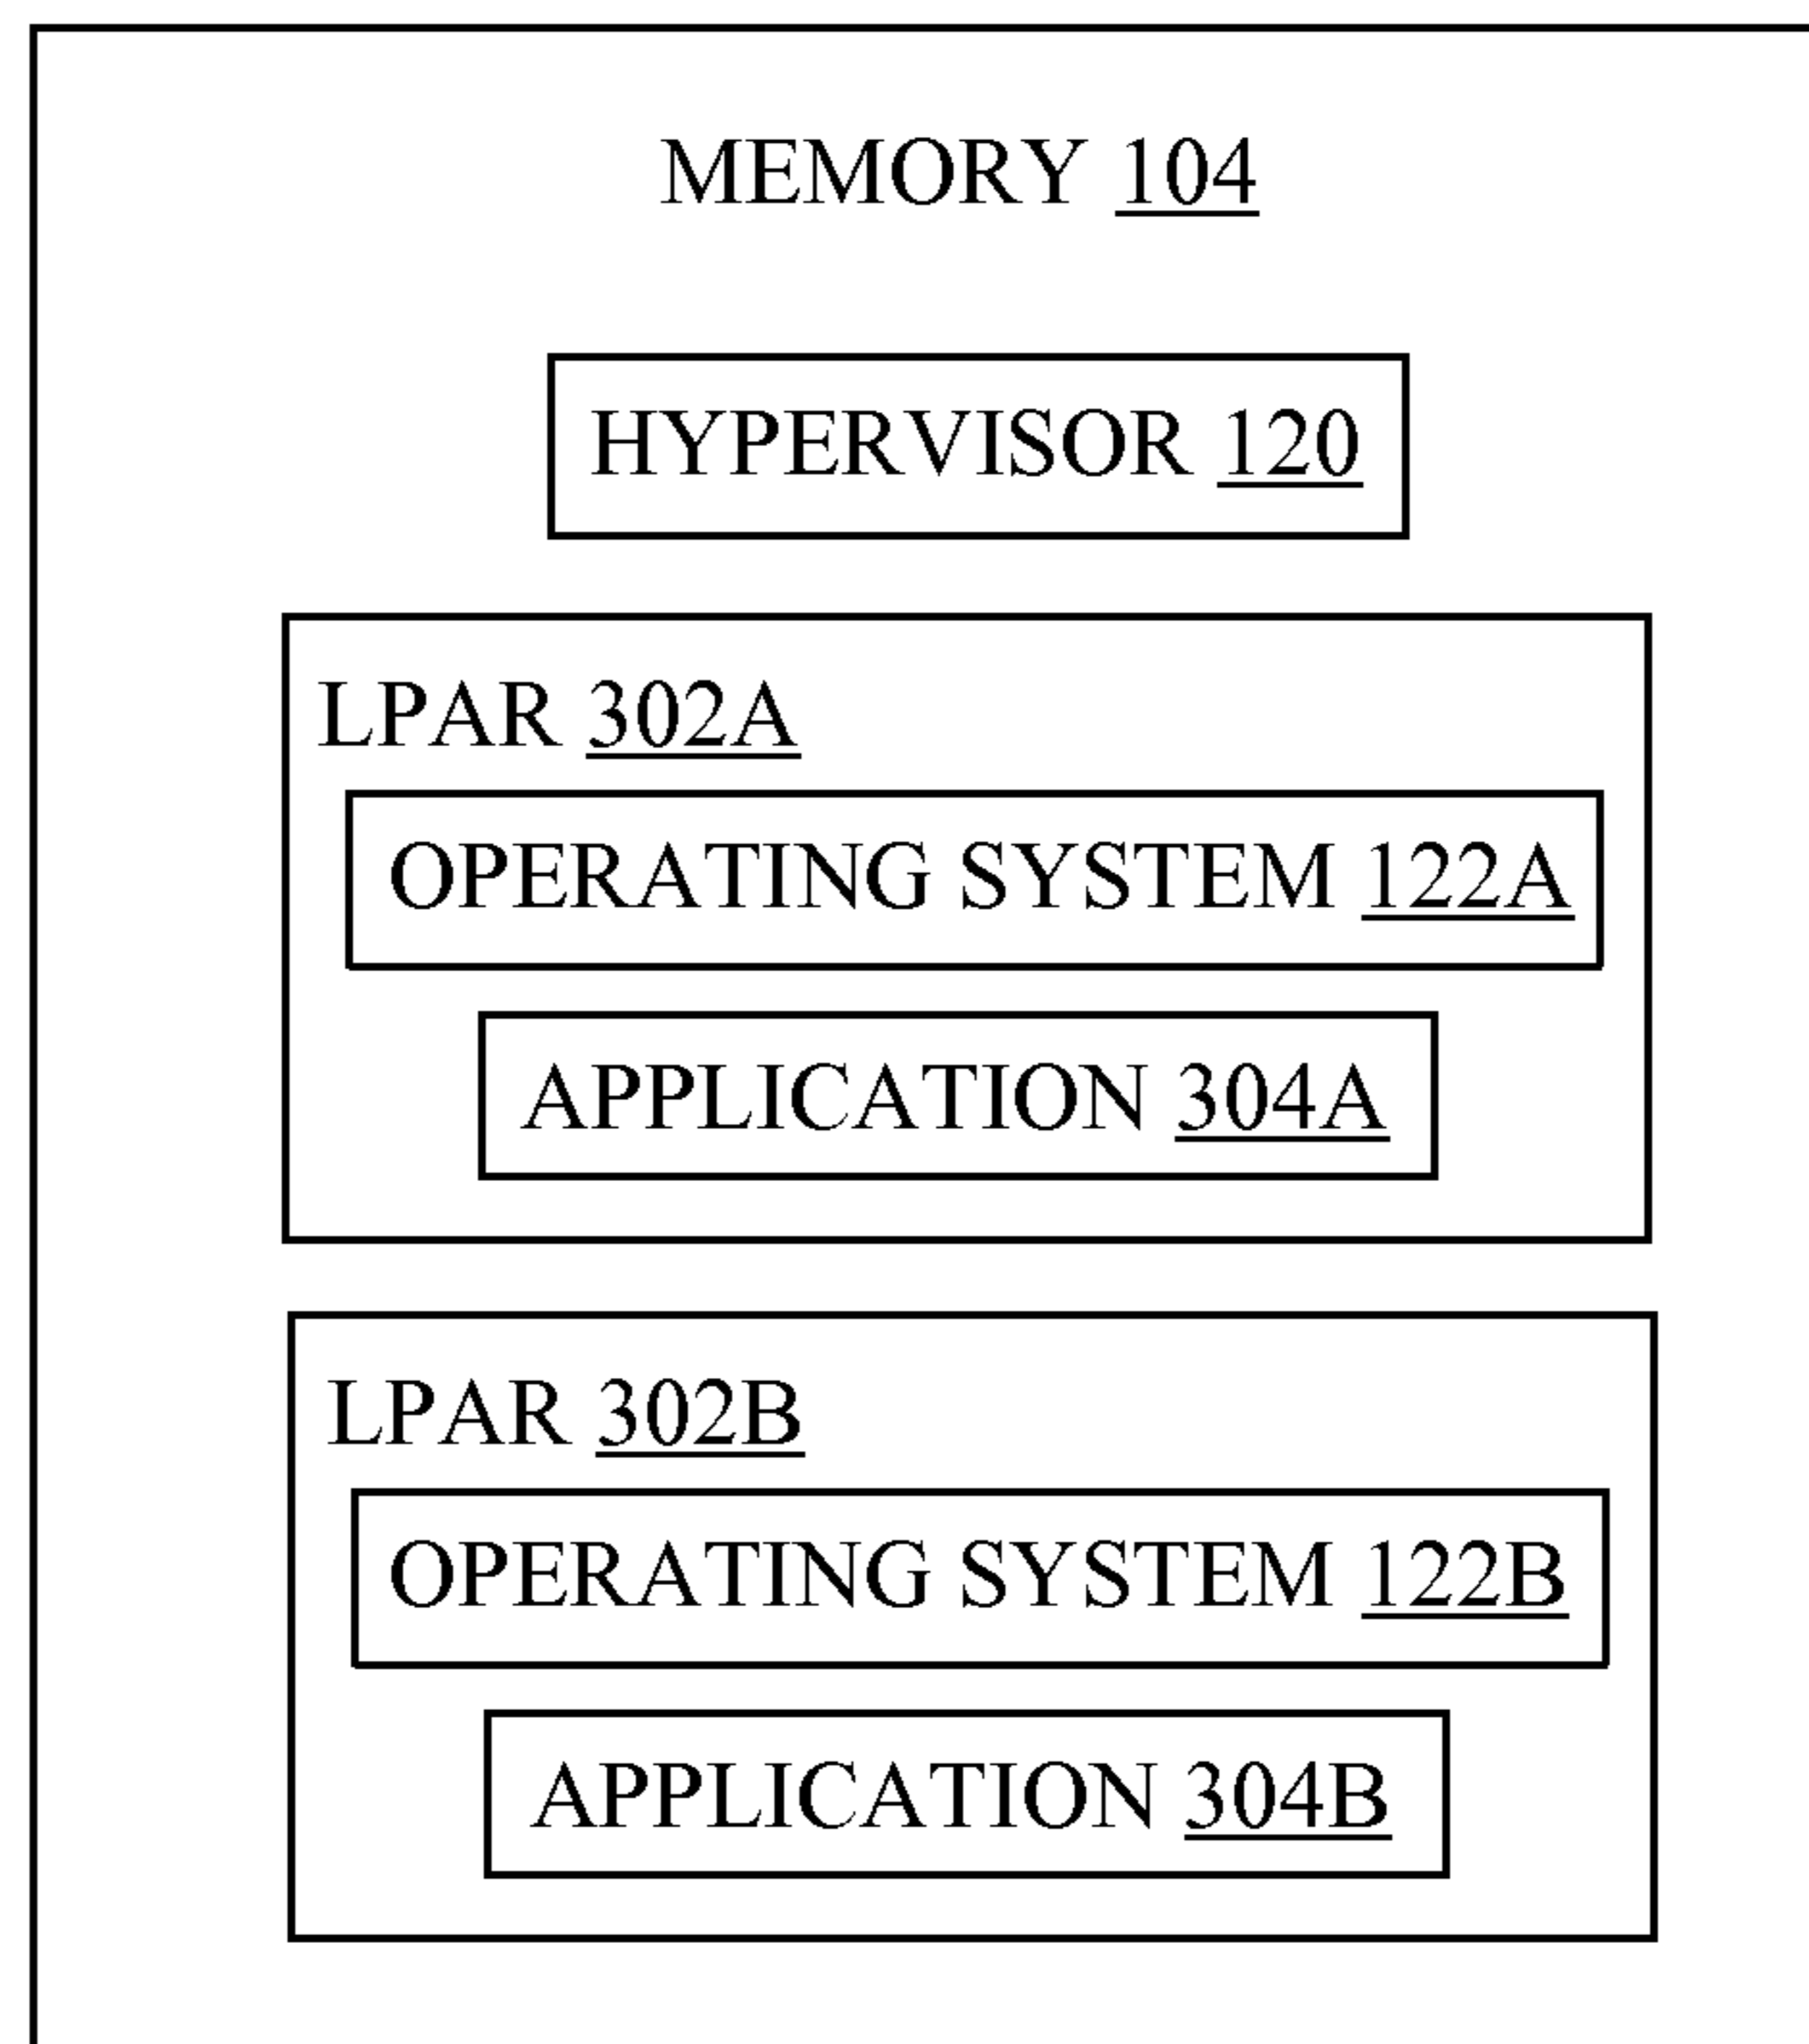 MEMORY 104
HYPERVISOR 120
LPAR 302A
OPERATING SYSTEM 122A
APPLICATION 304A
LPAR 302B
OPERATING SYSTEM 122B
APPLICATION 304B